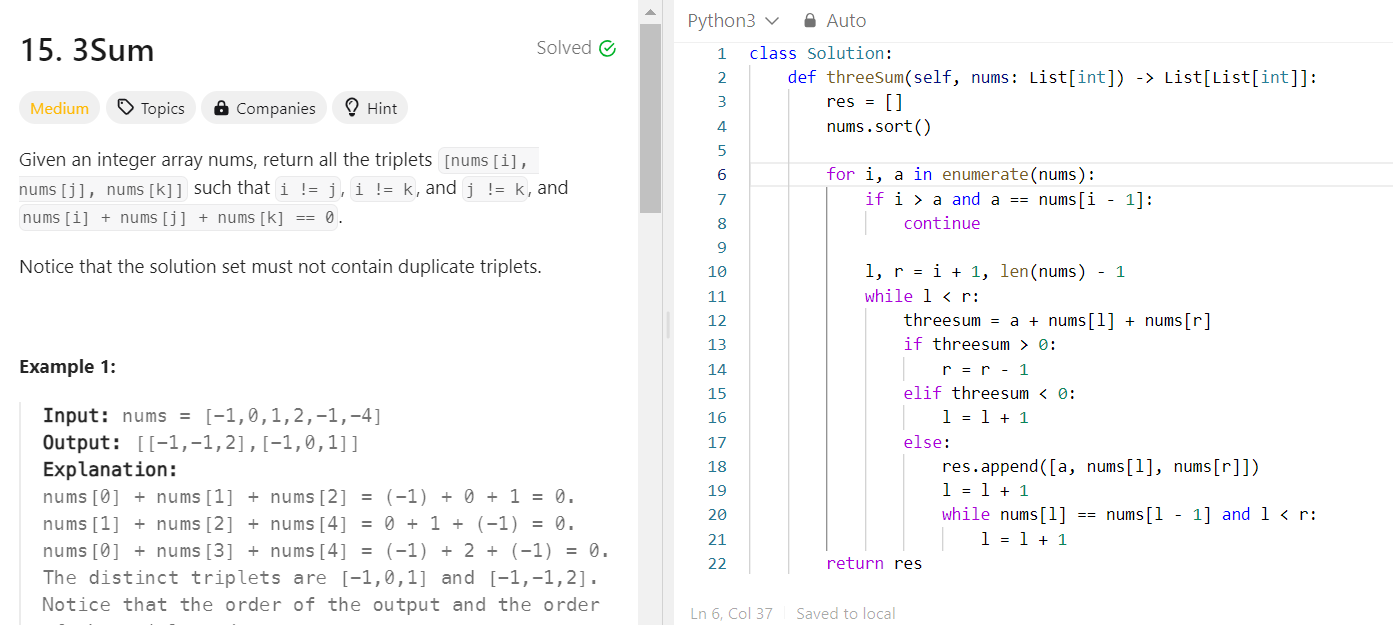 15. 3Sum
Solved
Medium
Topics
Companies
Hint
Given an integer array nums, return all the triplets [nums[i],
nums[j], nums[k]] such that i != j, i != k, and j != k, and
nums[i] + nums[j] + nums[k] == 0.
Notice that the solution set must not contain duplicate triplets.
Example 1:
Input: nums = [-1,0,1,2,-1,-4]
Output: [[-1,-1,2],[-1,0,1]]
Explanation:
nums[0] + nums[1] + nums[2] = (-1) + 0 + 1 = 0.
nums[1] + nums[2] + nums[4] = 0 + 1 + (-1) = 0.
nums[0] + nums[3] + nums[4] = (-1) + 2 + (-1) = 0.
The distinct triplets are [-1,0,1] and [-1,-1,2].
Notice that the order of the output and the order
Python3
Auto
1 class Solution:
2     def threeSum(self, nums: List[int]) -> List[List[int]]:
3         res = []
4         nums.sort()
5
6         for i, a in enumerate(nums):
7             if i > a and a == nums[i - 1]:
8                 continue
9
10             l, r = i + 1, len(nums) - 1
11             while l < r:
12                 threesum = a + nums[l] + nums[r]
13                 if threesum > 0:
14                     r = r - 1
15                 elif threesum < 0:
16                     l = l + 1
17                 else:
18                     res.append([a, nums[l], nums[r]])
19                     l = l + 1
20                     while nums[l] == nums[l - 1] and l < r:
21                         l = l + 1
22         return res
Ln 6, Col 37
Saved to local